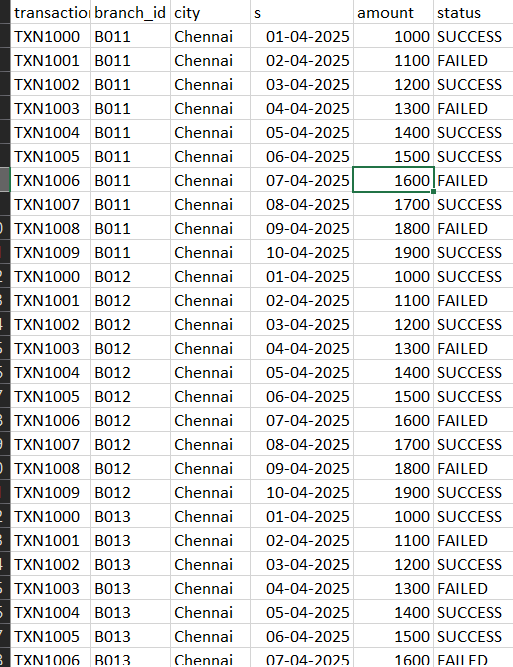 transactio branch_id city s amount status
TXN1000 B011 Chennai 01-04-2025 1000 SUCCESS
TXN1001 B011 Chennai 02-04-2025 1100 FAILED
TXN1002 B011 Chennai 03-04-2025 1200 SUCCESS
TXN1003 B011 Chennai 04-04-2025 1300 FAILED
TXN1004 B011 Chennai 05-04-2025 1400 SUCCESS
TXN1005 B011 Chennai 06-04-2025 1500 SUCCESS
TXN1006 B011 Chennai 07-04-2025 1600 FAILED
TXN1007 B011 Chennai 08-04-2025 1700 SUCCESS
TXN1008 B011 Chennai 09-04-2025 1800 FAILED
TXN1009 B011 Chennai 10-04-2025 1900 SUCCESS
TXN1000 B012 Chennai 01-04-2025 1000 SUCCESS
TXN1001 B012 Chennai 02-04-2025 1100 FAILED
TXN1002 B012 Chennai 03-04-2025 1200 SUCCESS
TXN1003 B012 Chennai 04-04-2025 1300 FAILED
TXN1004 B012 Chennai 05-04-2025 1400 SUCCESS
TXN1005 B012 Chennai 06-04-2025 1500 SUCCESS
TXN1006 B012 Chennai 07-04-2025 1600 FAILED
TXN1007 B012 Chennai 08-04-2025 1700 SUCCESS
TXN1008 B012 Chennai 09-04-2025 1800 FAILED
TXN1009 B012 Chennai 10-04-2025 1900 SUCCESS
TXN1000 B013 Chennai 01-04-2025 1000 SUCCESS
TXN1001 B013 Chennai 02-04-2025 1100 FAILED
TXN1002 B013 Chennai 03-04-2025 1200 SUCCESS
TXN1003 B013 Chennai 04-04-2025 1300 FAILED
TXN1004 B013 Chennai 05-04-2025 1400 SUCCESS
TXN1005 B013 Chennai 06-04-2025 1500 SUCCESS
TXN1006 B013 Chennai 07-04-2025 1600 FAILED